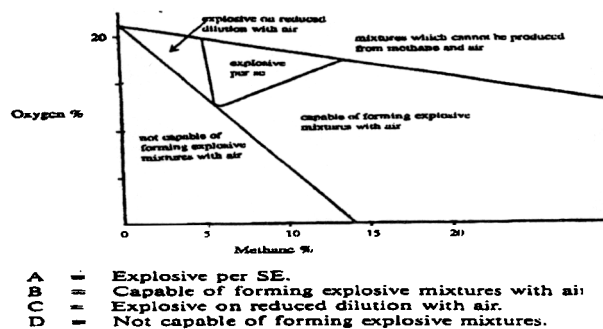 explosive on reduced
dilution with air
mixtures which cannot be produced
from methane and air
20
explosive
per se
Oxygen %
capable of forming explosive
mixtures with air
not capable of
forming explosive
mixtures with air
0
5
10
15
20
Methane %
A = Explosive per SE.
B = Capable of forming explosive mixtures with air
C = Explosive on reduced dilution with air.
D = Not capable of forming explosive mixtures.